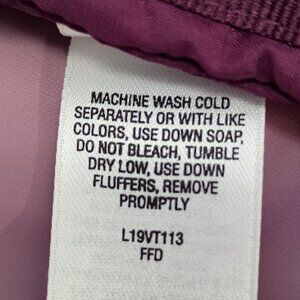 MACHINE WASH COLD
SEPARATELY OR WITH LIKE
COLORS, USE DOWN SOAP,
DO NOT BLEACH, TUMBLE
DRY LOW, USE DOWN
FLUFFERS, REMOVE
PROMPTLY
L19VT113
FFD